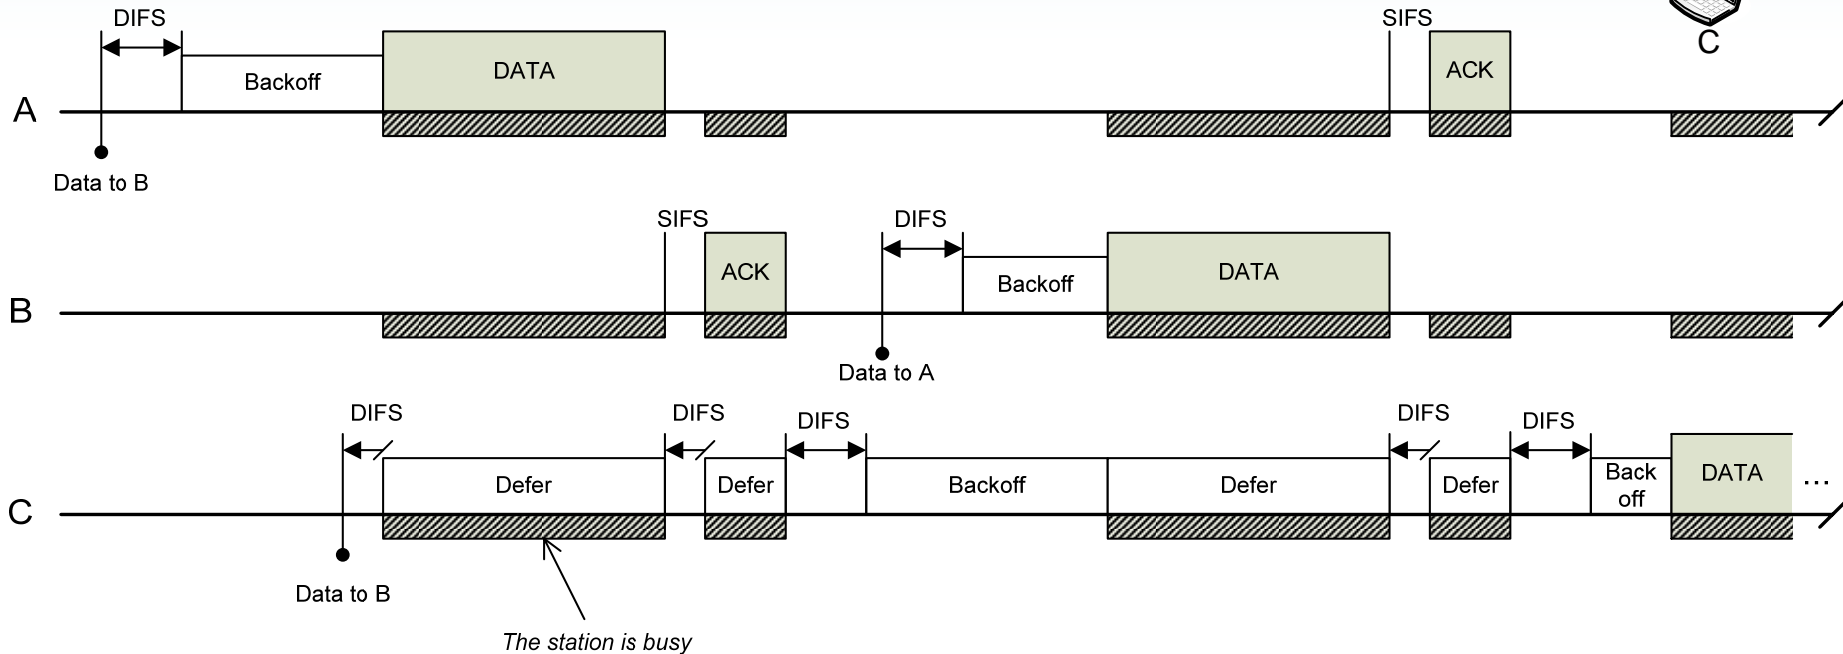 DIFS
SIFS
C
Backoff
DATA
ACK
A
Data to B
SIFS
DIFS
ACK
Backoff
DATA
B
Data to A
DIFS
DIFS
DIFS
DIFS
DIFS
Defer
Defer
Backoff
Defer
Defer
Back
off
DATA
...
C
Data to B
The station is busy